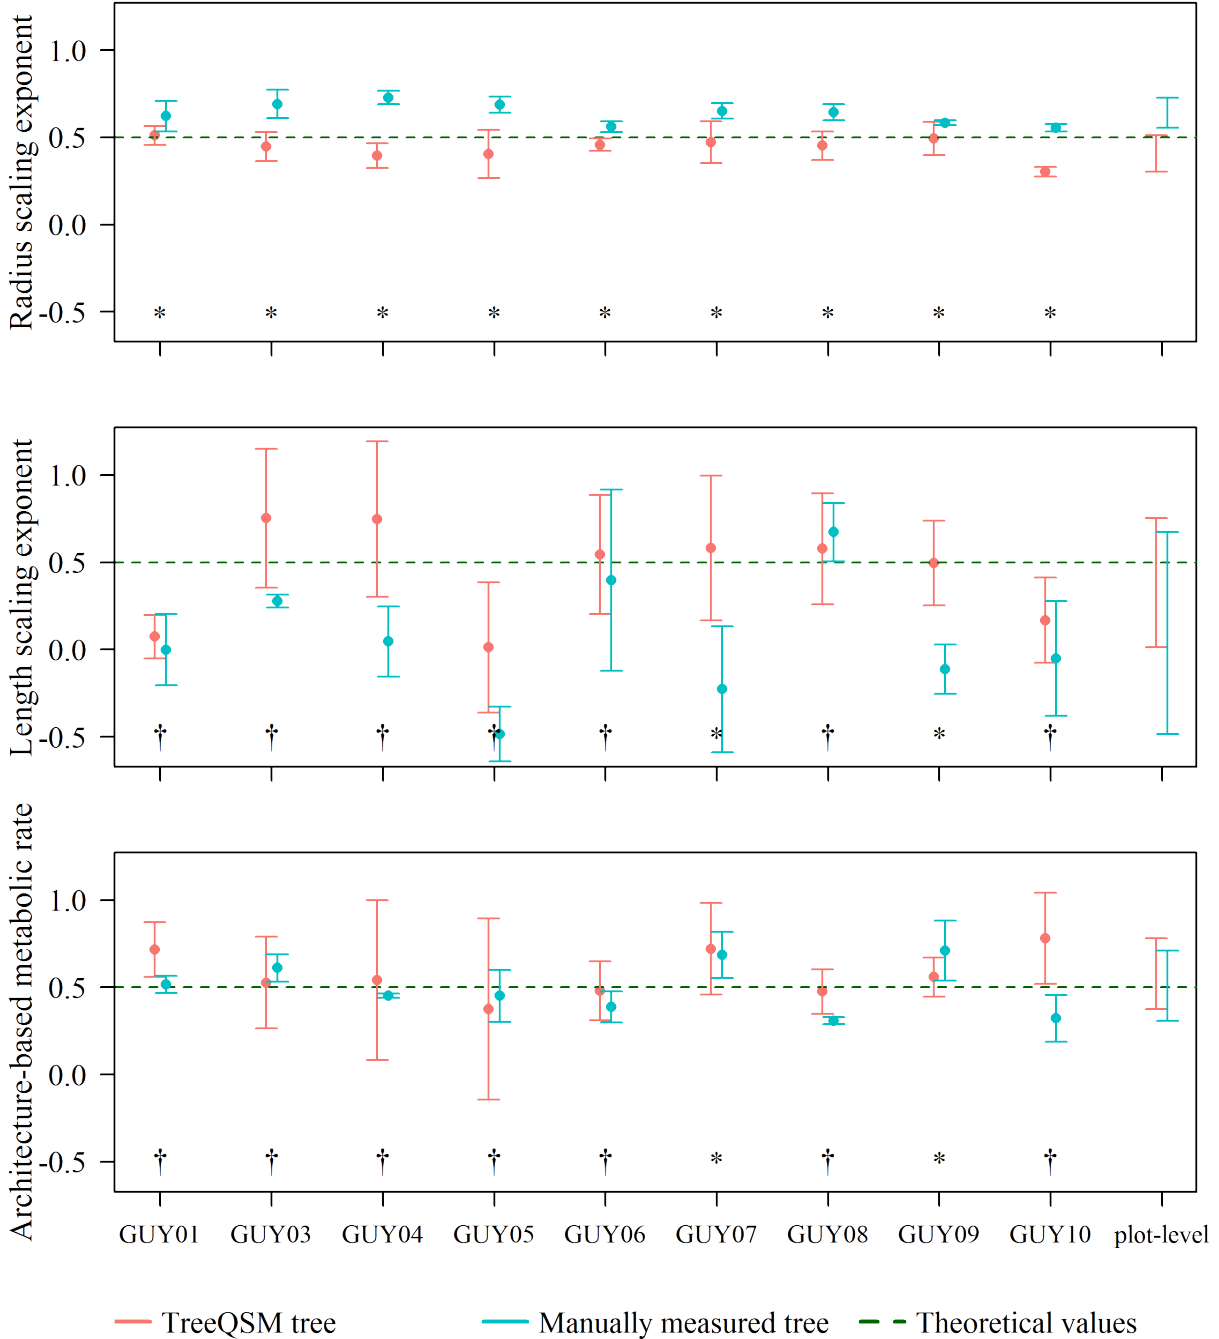 Radius scaling exponent
1.0
0.5
0.0
-0.5
* * * * * * * * *
Length scaling exponent
1.0
0.5
0.0
-0.5
† † † † † * † * †
Architecture-based metabolic rate
1.0
0.5
0.0
-0.5
† † † † † * † * †
GUY01 GUY03 GUY04 GUY05 GUY06 GUY07 GUY08 GUY09 GUY10 plot-level
TreeQSM tree Manually measured tree Theoretical values